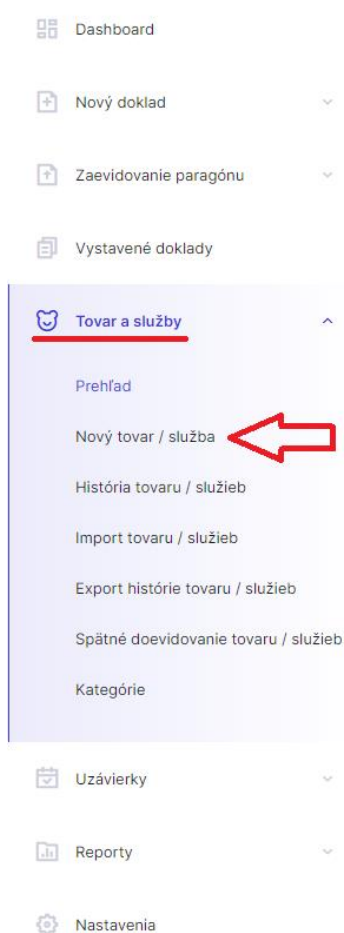 Dashboard
Nový doklad
Zaevidovanie paragónu
Vystavené doklady
Tovar a služby
Prehľad
Nový tovar / služba
História tovaru / služieb
Import tovaru / služieb
Export histórie tovaru / služieb
Spätné doevidovanie tovaru / služieb
Kategórie
Uzávierky
Reporty
Nastavenia